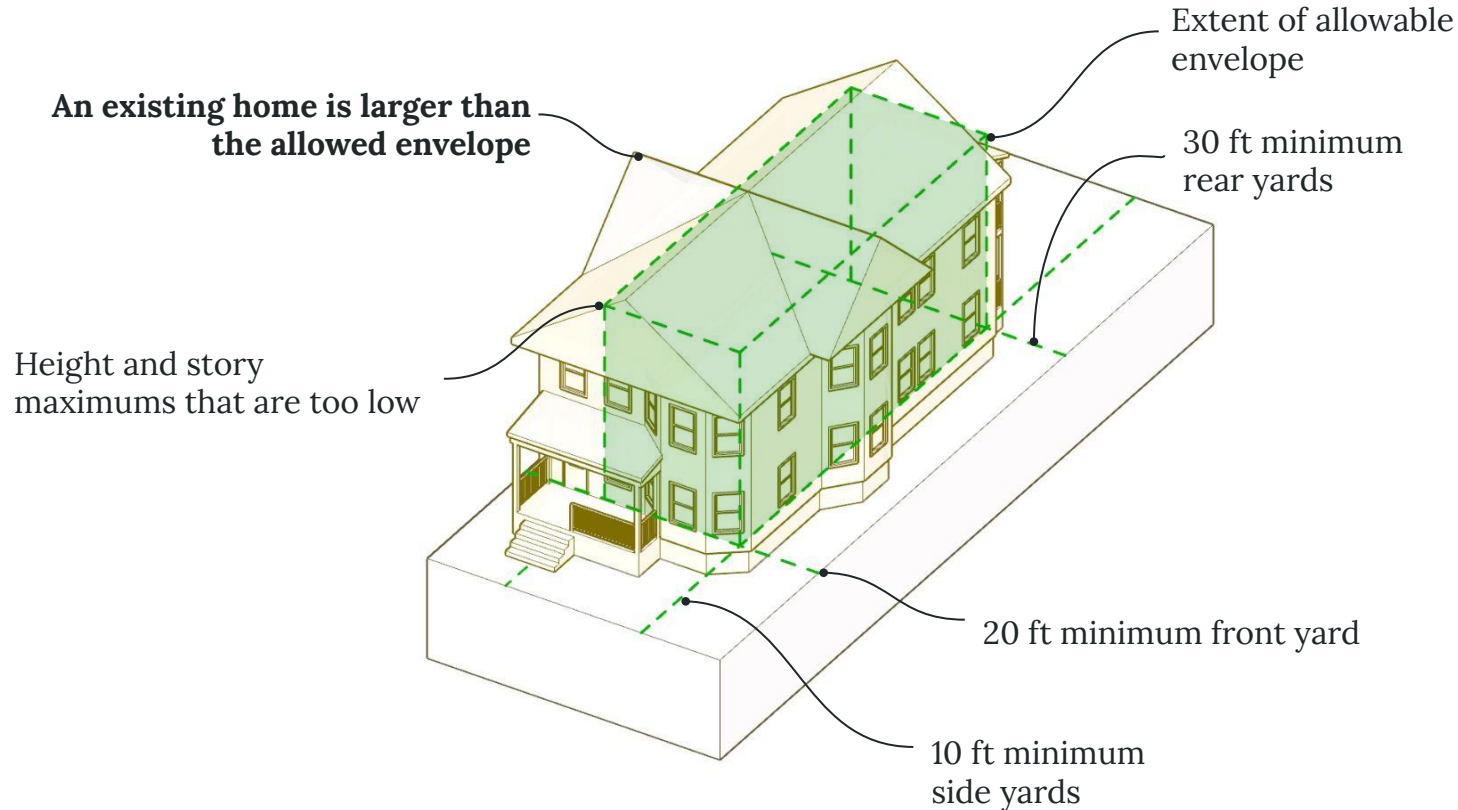 Extent of allowable
envelope
An existing home is larger than
the allowed envelope
30 ft minimum
rear yards
Height and story
maximums that are too low
20 ft minimum front yard
10 ft minimum
side yards